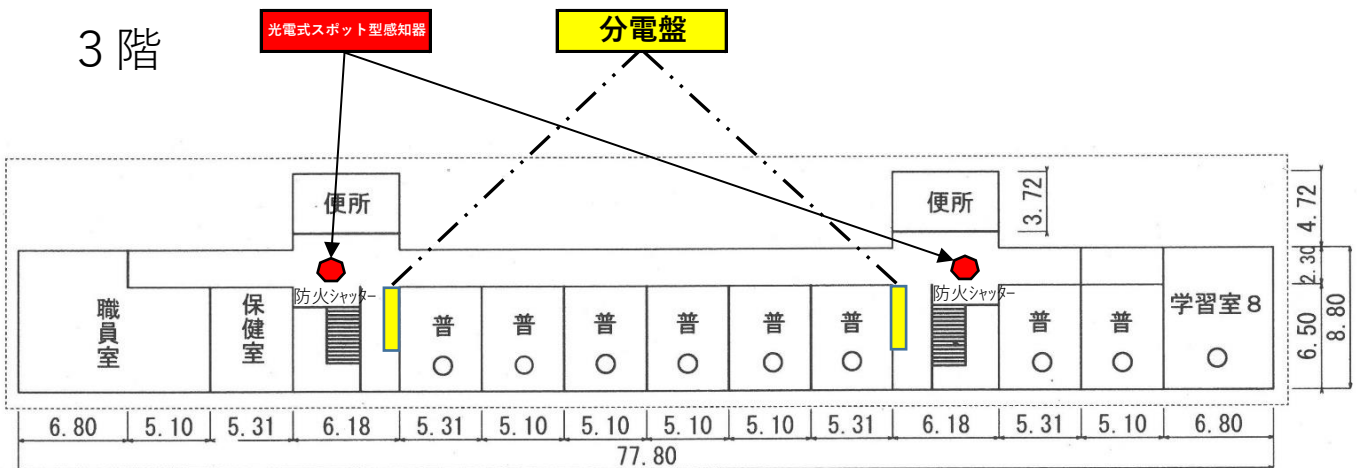 3階
光電式スポット型感知器
分電盤
便所
便所
3.72
4.72
防火シャッター
防火シャッター
2.30
職員室
保健室
普
普
普
普
普
普
普
普
学習室8
6.50
8.80
6.80
5.10
5.31
6.18
5.31
5.10
5.10
5.10
5.10
5.31
6.18
5.31
5.10
6.80
77.80